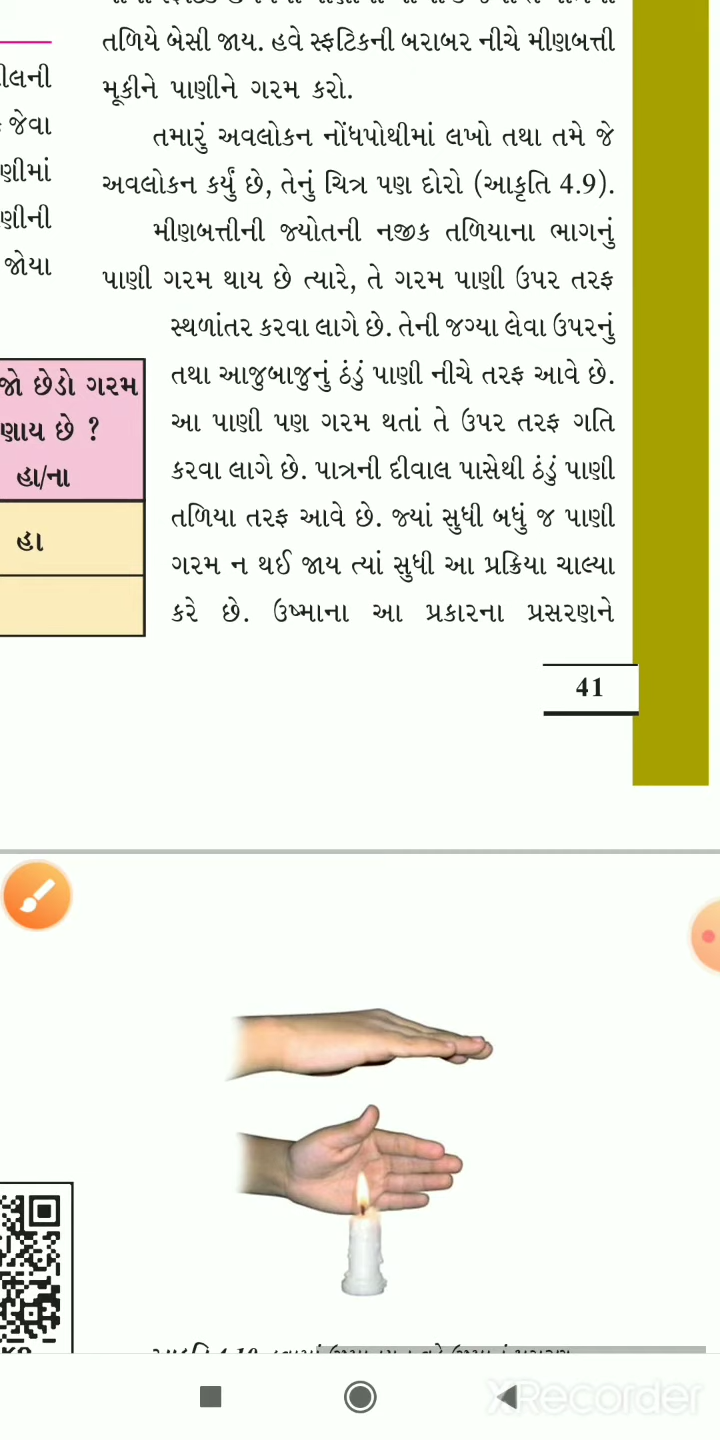 તળિયે બેસી જાય. હવે સ્ફટિકની બરાબર નીચે મીણબત્તી
મૂકીને પાણીને ગરમ કરો.
તમારું અવલોકન નોંધપોથીમાં લખો તથા તમે જે
અવલોકન કર્યું છે, તેનું ચિત્ર પણ દોરો (આકૃતિ 4.9).
મીણબત્તીની જ્યોતની નજીક તળિયાના ભાગનું
પાણી ગરમ થાય છે ત્યારે, તે ગરમ પાણી ઉપર તરફ
સ્થળાંતર કરવા લાગે છે. તેની જગ્યા લેવા ઉપરનું
તથા આજુબાજુનું ઠંડું પાણી નીચે તરફ આવે છે.
આ પાણી પણ ગરમ થતાં તે ઉપર તરફ ગતિ
કરવા લાગે છે. પાત્રની દીવાલ પાસેથી ઠંડું પાણી
તળિયા તરફ આવે છે. જ્યાં સુધી બધું જ પાણી
ગરમ ન થઈ જાય ત્યાં સુધી આ પ્રક્રિયા ચાલ્યા
કરે છે. ઉષ્માના આ પ્રકારના પ્રસરણને
જેવા
જોયા
છેડો ગરમ
છે ?
હા/ના
હા
41
XRecorder